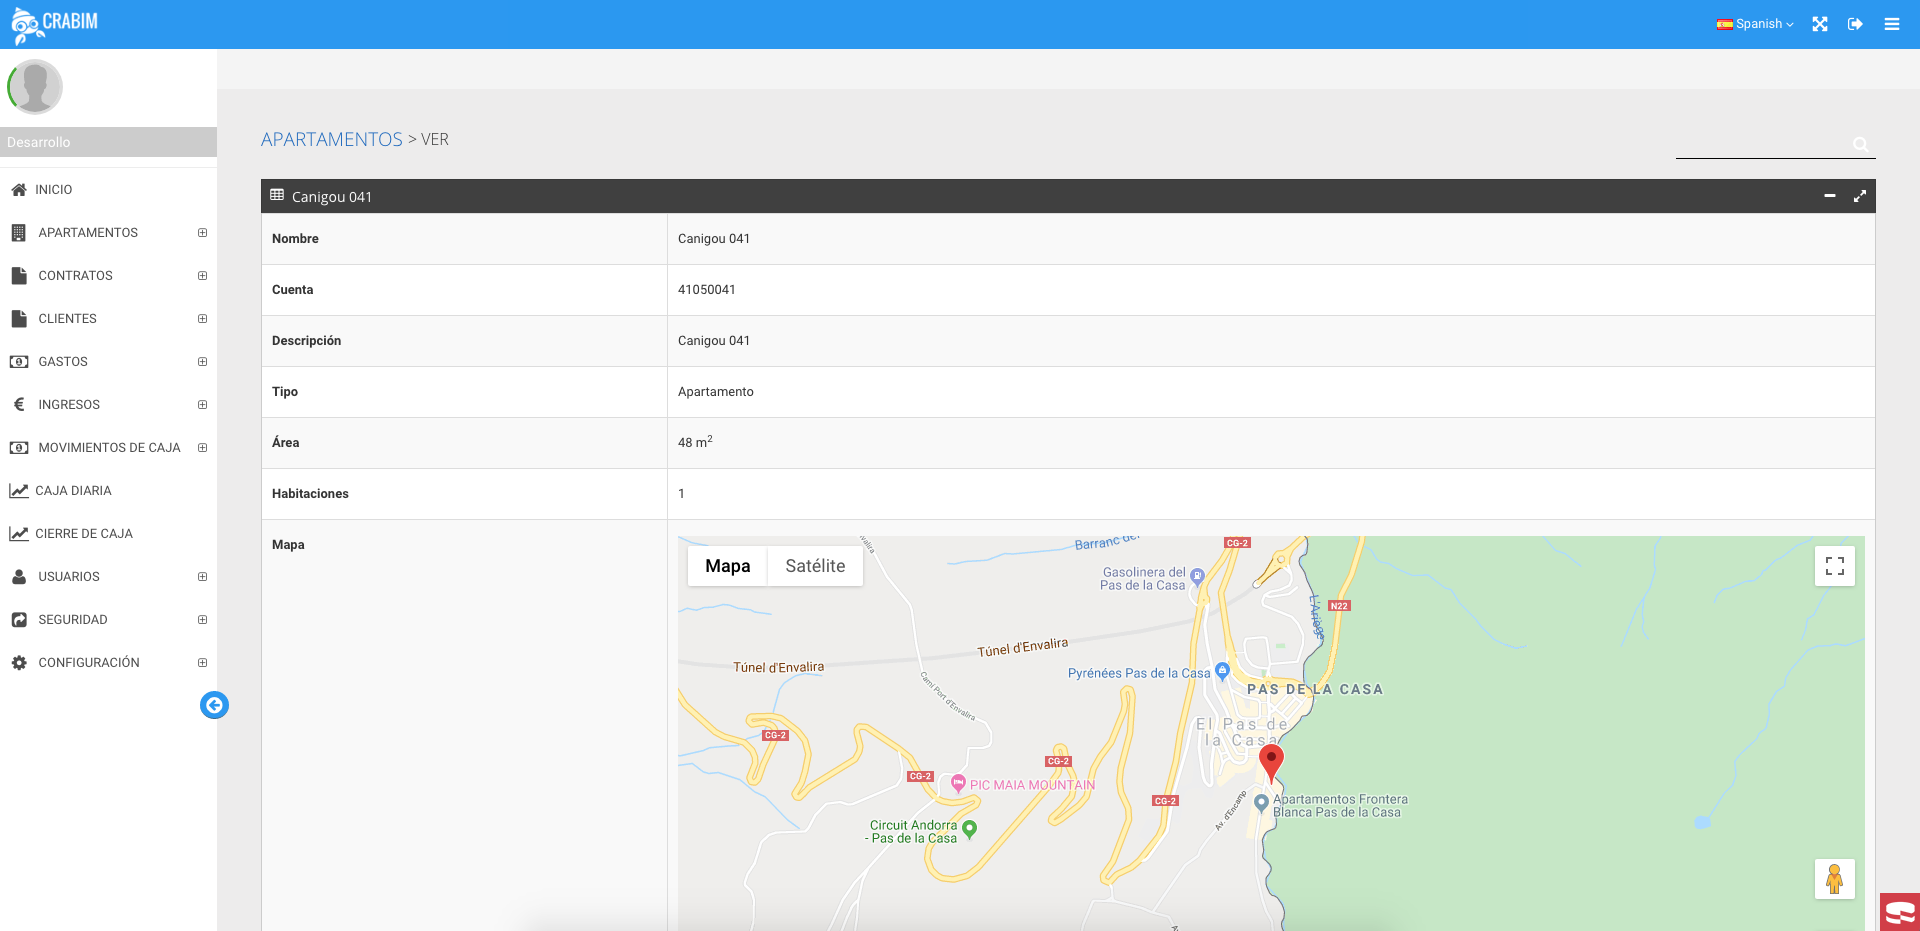 CRABIM
Spanish
Desarrollo
INICIO
APARTAMENTOS
CONTRATOS
CLIENTES
GASTOS
INGRESOS
MOVIMIENTOS DE CAJA
CAJA DIARIA
CIERRE DE CAJA
USUARIOS
SEGURIDAD
CONFIGURACIÓN
APARTAMENTOS > VER
Canigou 041
Nombre Canigou 041
Cuenta 41050041
Descripción Canigou 041
Tipo Apartamento
Área 48 m²
Habitaciones 1
Mapa
Mapa Satélite
Barranc del
CG-2
Gasolinera del
Pas de la Casa
L'Ariège
N22
Túnel d'Envalira
Túnel d'Envalira
Camí Port d'Envalira
Pyrénées Pas de la Casa
PAS DE LA CASA
El Pas de
la Casa
CG-2
CG-2
CG-2
CG-2
PIC MAIA MOUNTAIN
Av. d'Encamp
Apartamentos Frontera
Blanca Pas de la Casa
Circuit Andorra
- Pas de la Casa